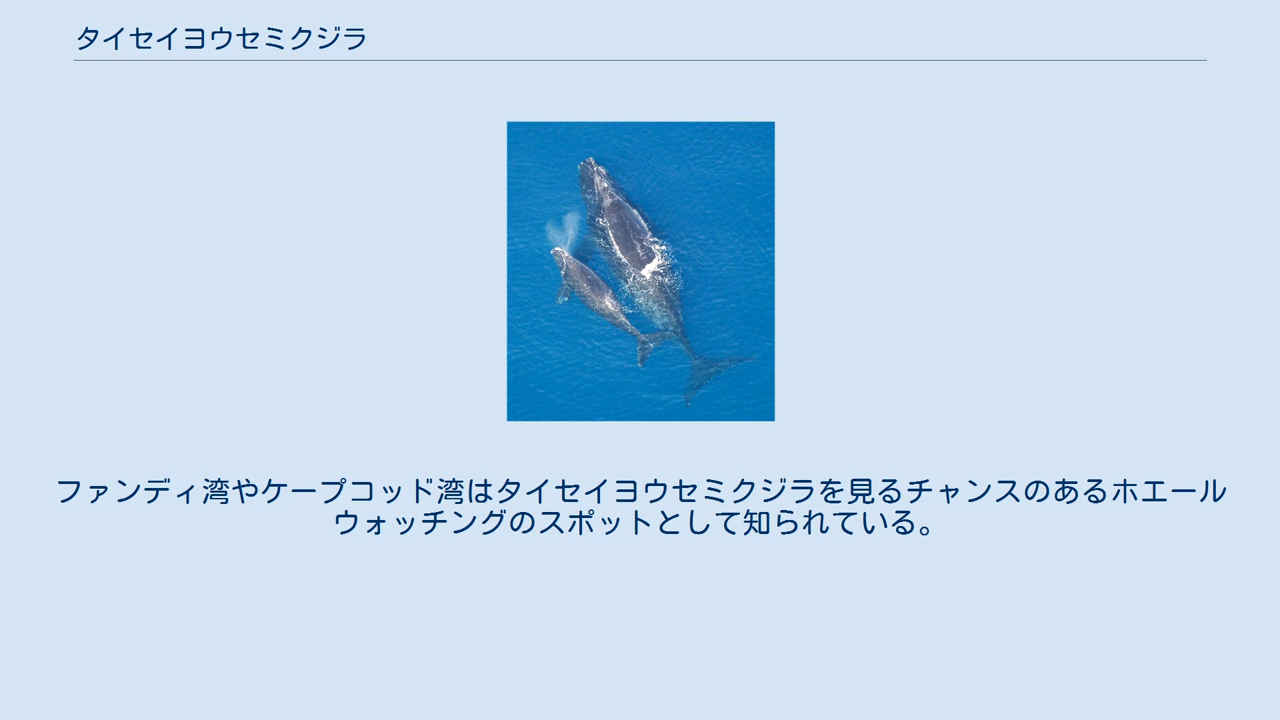 タイセイヨウセミクジラ
ファンディ湾やケープコッド湾はタイセイヨウセミクジラを見るチャンスのあるホエール
ウォッチングのスポットとして知られている。